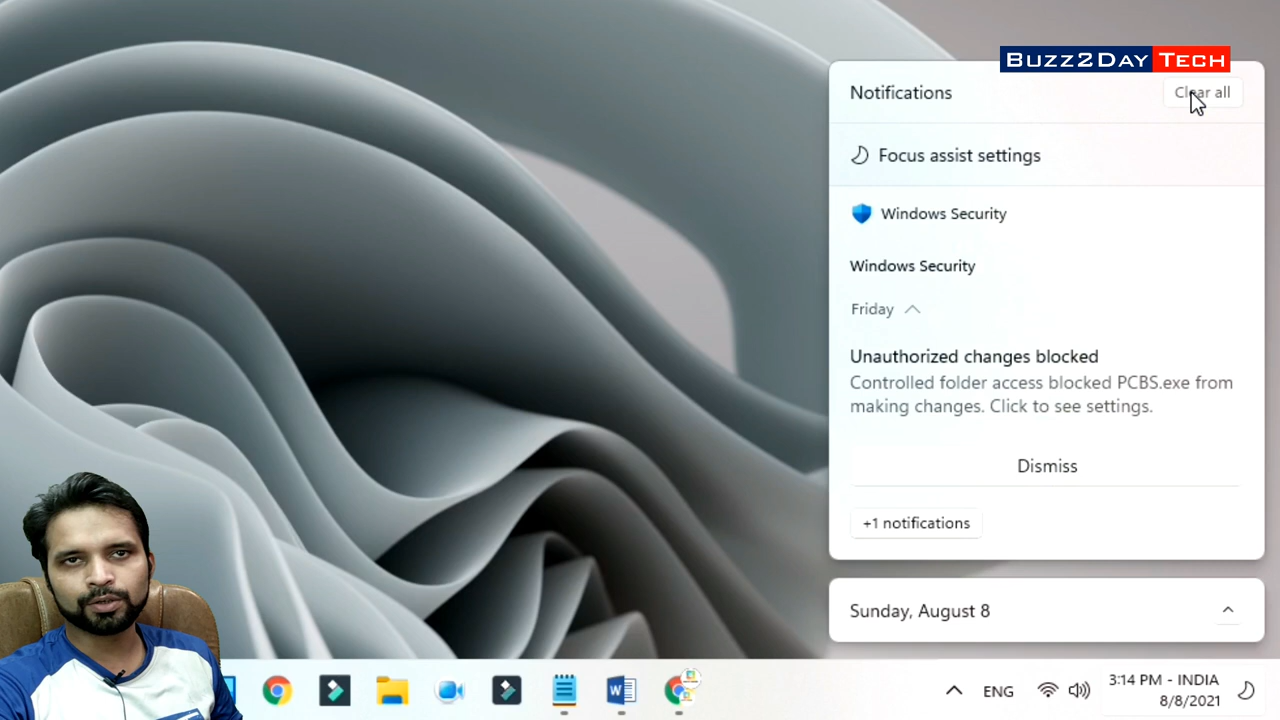 Buzz2Day Tech
Notifications
Clear all
Focus assist settings
Windows Security
Windows Security
Friday
Unauthorized changes blocked
Controlled folder access blocked PCBS.exe from
making changes. Click to see settings.
Dismiss
+1 notifications
Sunday, August 8
W
ENG
3:14 PM - INDIA
8/8/2021